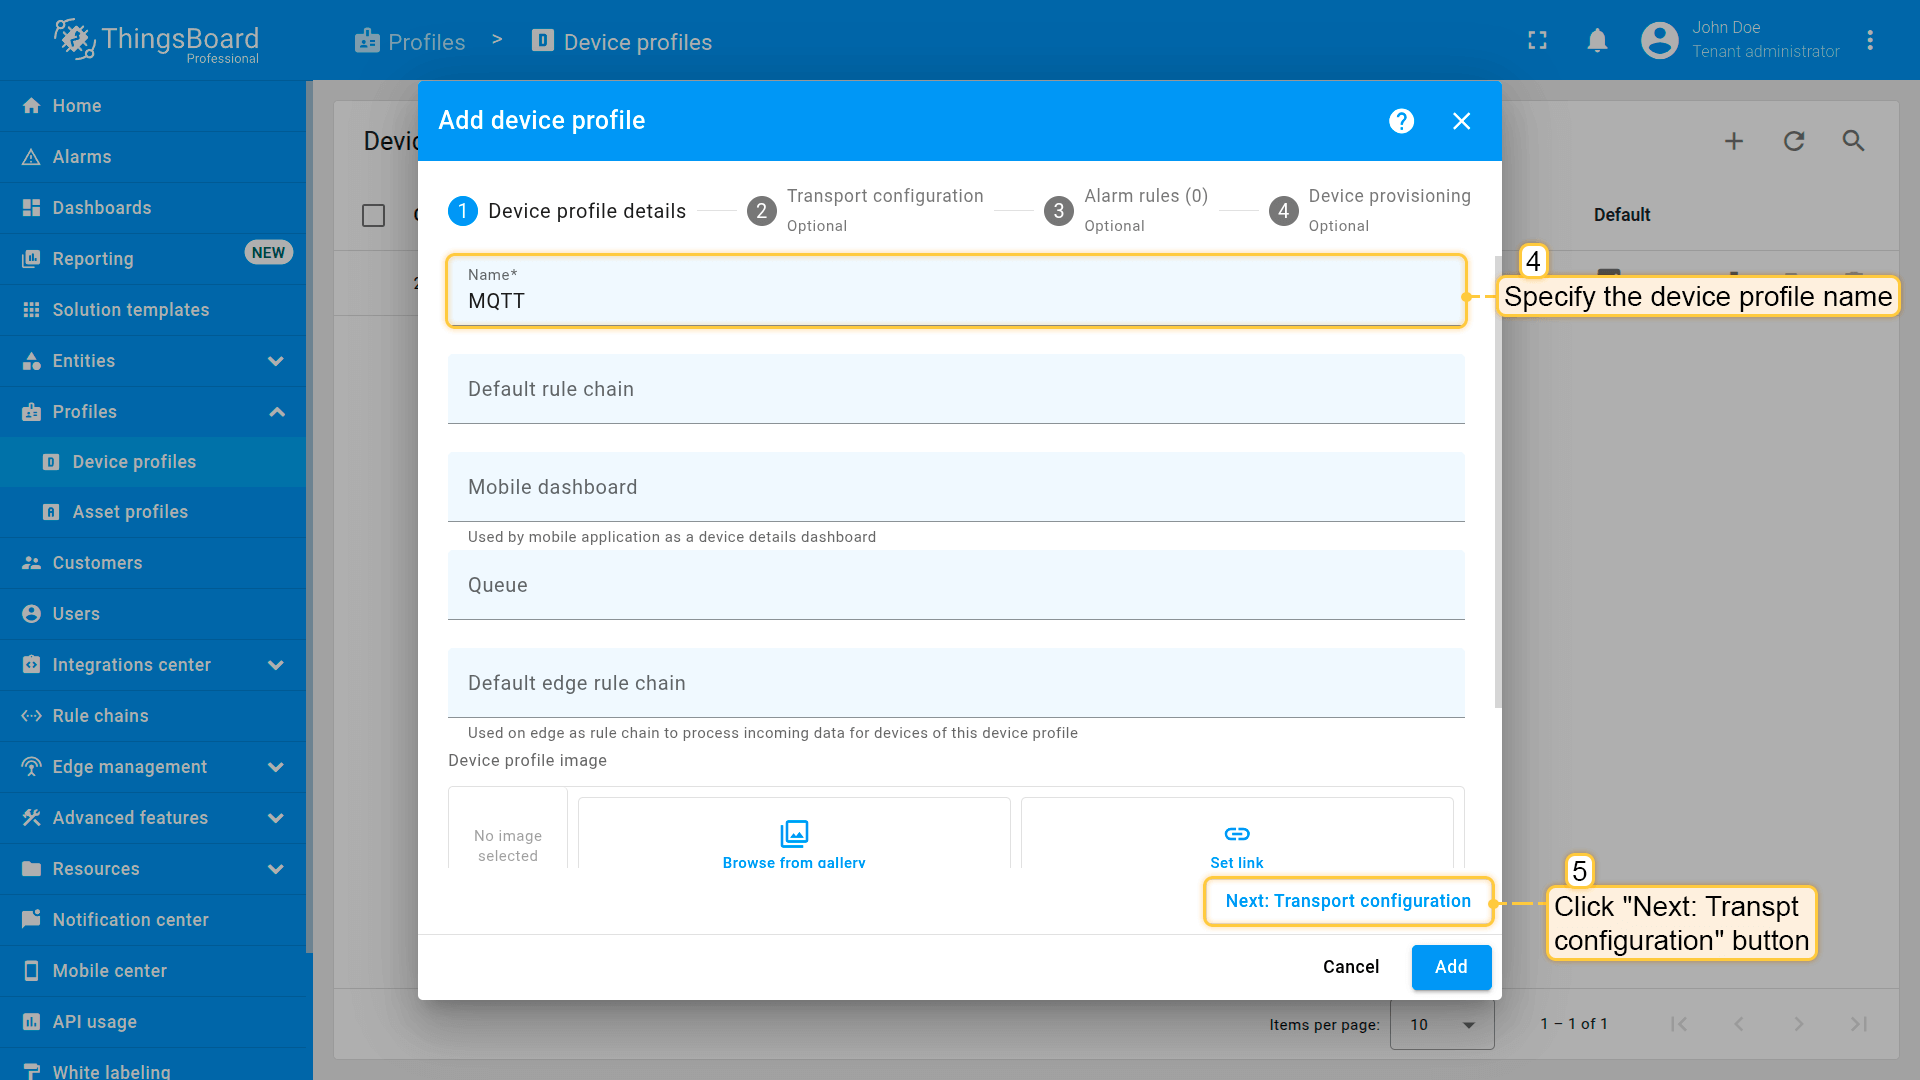 ThingsBoard
Professional
Profiles > Device profiles
John Doe
Tenant administrator
Home
Alarms
Dashboards
Reporting NEW
Solution templates
Entities
Profiles
Device profiles
Asset profiles
Customers
Users
Integrations center
Rule chains
Edge management
Advanced features
Resources
Notification center
Mobile center
API usage
White labeling
Default
Add device profile
1 Device profile details
2 Transport configuration
Optional
3 Alarm rules (0)
Optional
4 Device provisioning
Optional
Name*
MQTT
4
Specify the device profile name
Default rule chain
Mobile dashboard
Used by mobile application as a device details dashboard
Queue
Default edge rule chain
Used on edge as rule chain to process incoming data for devices of this device profile
Device profile image
No image
selected
Browse from gallery
Set link
Next: Transport configuration
5
Click "Next: Transpt
configuration" button
Cancel
Add
Items per page: 10
1 – 1 of 1